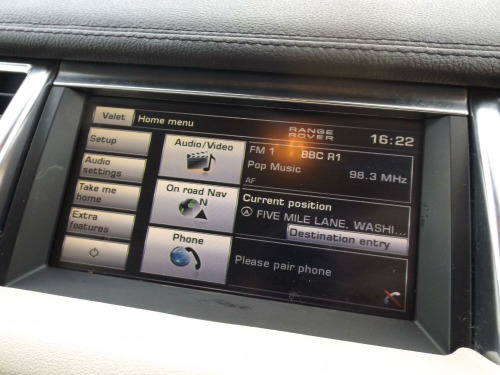 Valet
Home menu
RANGE
ROVER
16:22
Setup
Audio
settings
Take me
home
Extra
features
Audio/Video
On road Nav
N
Phone
FM 1
BBC R1
Pop Music
98.3 MHz
AF
Current position
A FIVE MILE LANE, WASHI...
Destination entry
Please pair phone